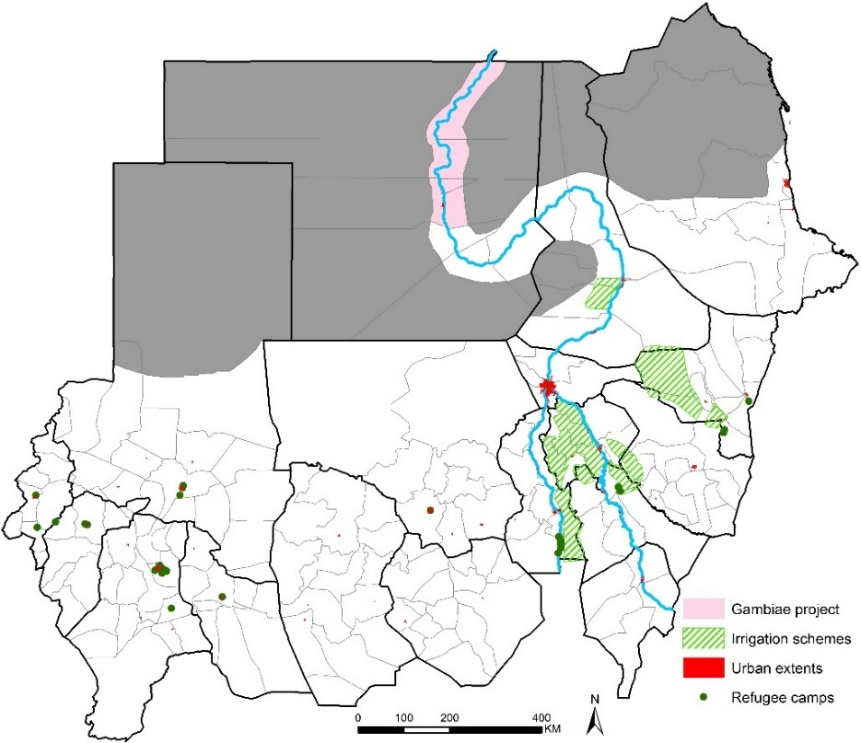 Gambiae project
Irrigation schemes
Urban extents
Refugee camps
N
0 100 200 400
KM